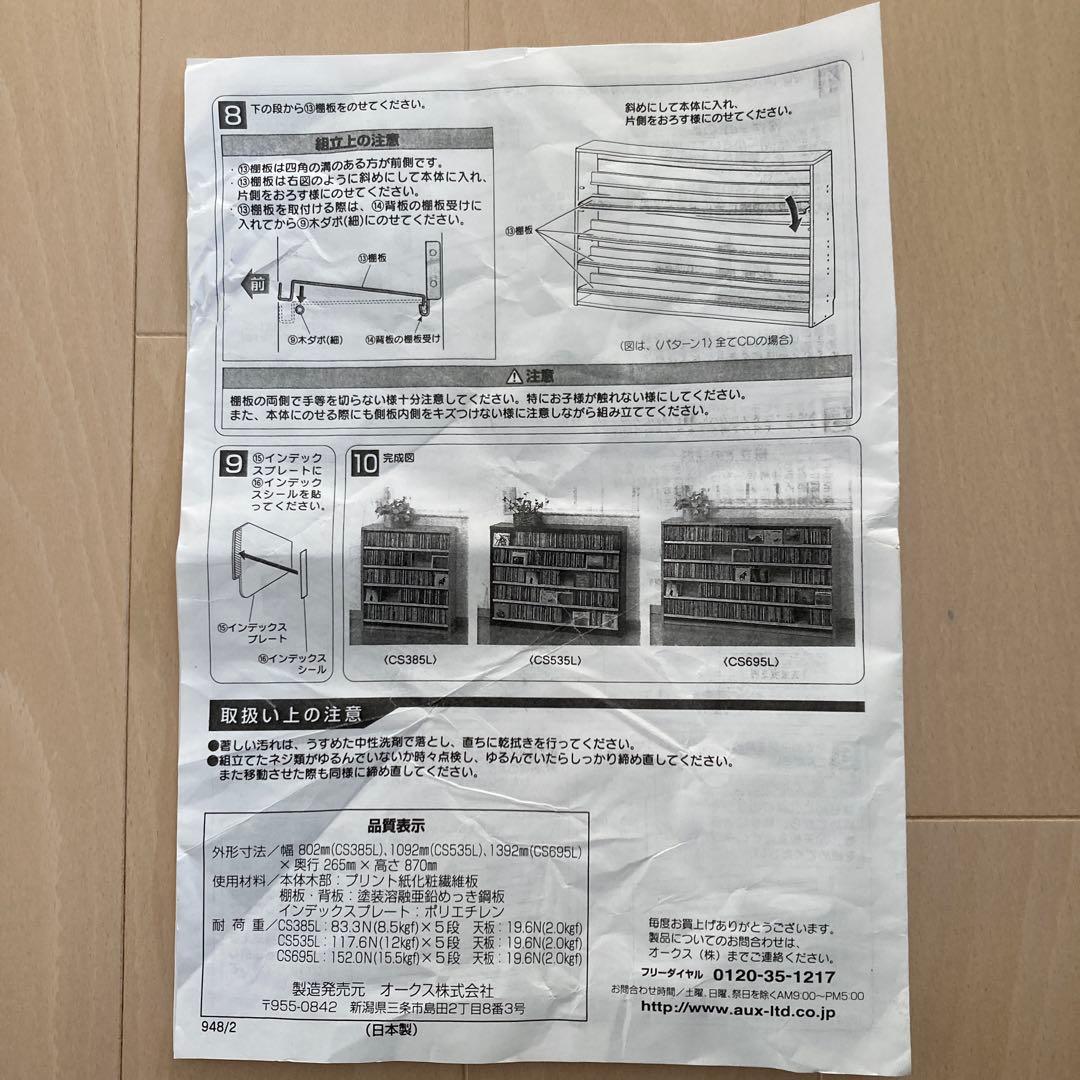 8 下の段から⑬棚板をのせてください。
組立上の注意
・⑬棚板は四角の溝のある方が前側です。
・⑬棚板は右図のように斜めにして本体に入れ、
片側をおろす様にのせてください。
・⑬棚板を取付ける際は、⑭背板の棚板受けに
入れてから⑨木ダボ(細)にのせてください。
⑬棚板
前
⑨木ダボ(細) ⑭背板の棚板受け
斜めにして本体に入れ、
片側をおろす様にのせてください。
⑬棚板
(図は、〈パターン1〉全てCDの場合)
⚠注意
棚板の両側で手等を切らない様十分注意してください。特にお子様が触れない様にしてください。
また、本体にのせる際にも側板内側をキズつけない様に注意しながら組み立ててください。
9 ⑮インデック
スプレートに
⑯インデック
スシールを貼
ってください。
⑮インデックス
プレート
⑯インデックス
シール
10 完成図
〈CS385L〉 〈CS535L〉 〈CS695L〉
取扱い上の注意
●著しい汚れは、うすめた中性洗剤で落とし、直ちに乾拭きを行ってください。
●組立てたネジ類がゆるんでいないか時々点検し、ゆるんでいたらしっかり締め直してください。
また移動させた際も同様に締め直してください。
品質表示
外形寸法／幅 802㎜(CS385L)、1092㎜(CS535L)、1392㎜(CS695L)
× 奥行 265㎜ × 高さ 870㎜
使用材料／本体木部：プリント紙化粧繊維板
棚板・背板：塗装溶融亜鉛めっき鋼板
インデックスプレート：ポリエチレン
耐 荷 重／CS385L：83.3N(8.5kgf)×5段 天板：19.6N(2.0kgf)
CS535L：117.6N(12kgf)×5段 天板：19.6N(2.0kgf)
CS695L：152.0N(15.5kgf)×5段 天板：19.6N(2.0kgf)
製造発売元 オークス株式会社
〒955-0842 新潟県三条市島田2丁目8番3号
948/2
(日本製)
毎度お買上げありがとうございます。
製品についてのお問合わせは、
オークス（株）までご連絡ください。
フリーダイヤル 0120-35-1217
お問合わせ時間／土曜、日曜、祭日を除くAM9:00〜PM5:00
http://www.aux-ltd.co.jp